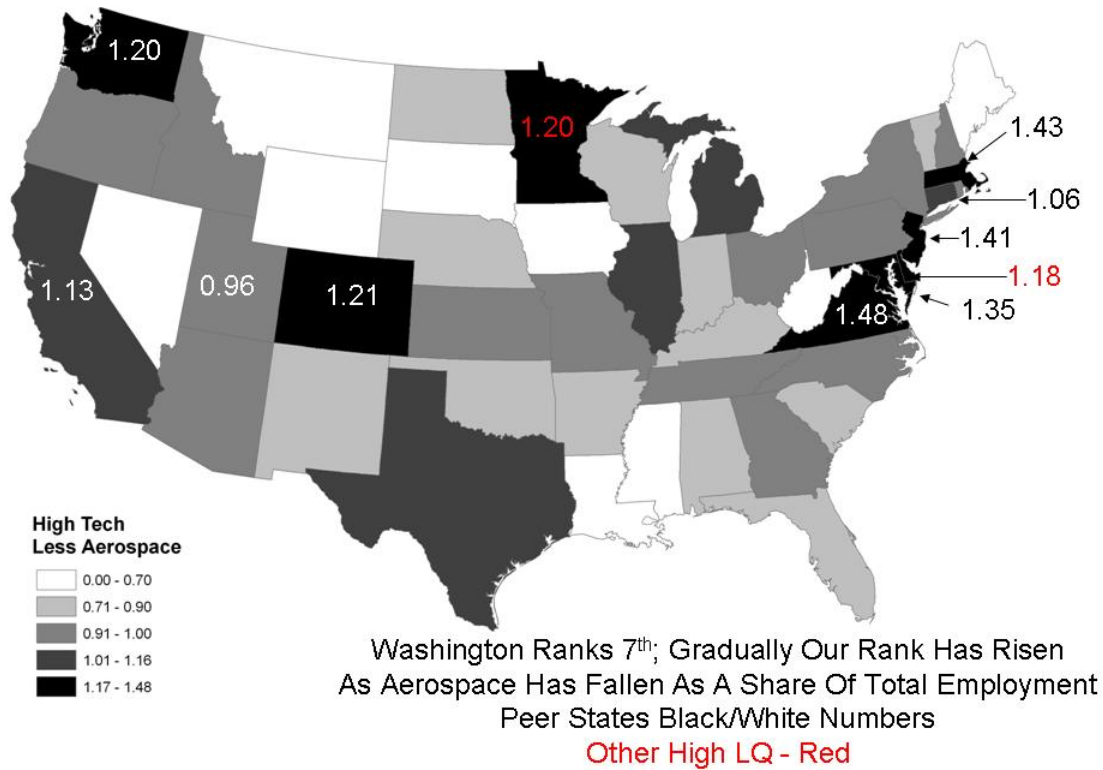 1.20
1.20
1.43
1.06
1.41
1.18
1.13
0.96
1.21
1.48
1.35
High Tech
Less Aerospace
0.00 - 0.70
0.71 - 0.90
0.91 - 1.00
1.01 - 1.16
1.17 - 1.48
Washington Ranks 7th; Gradually Our Rank Has Risen
As Aerospace Has Fallen As A Share Of Total Employment
Peer States Black/White Numbers
Other High LQ - Red